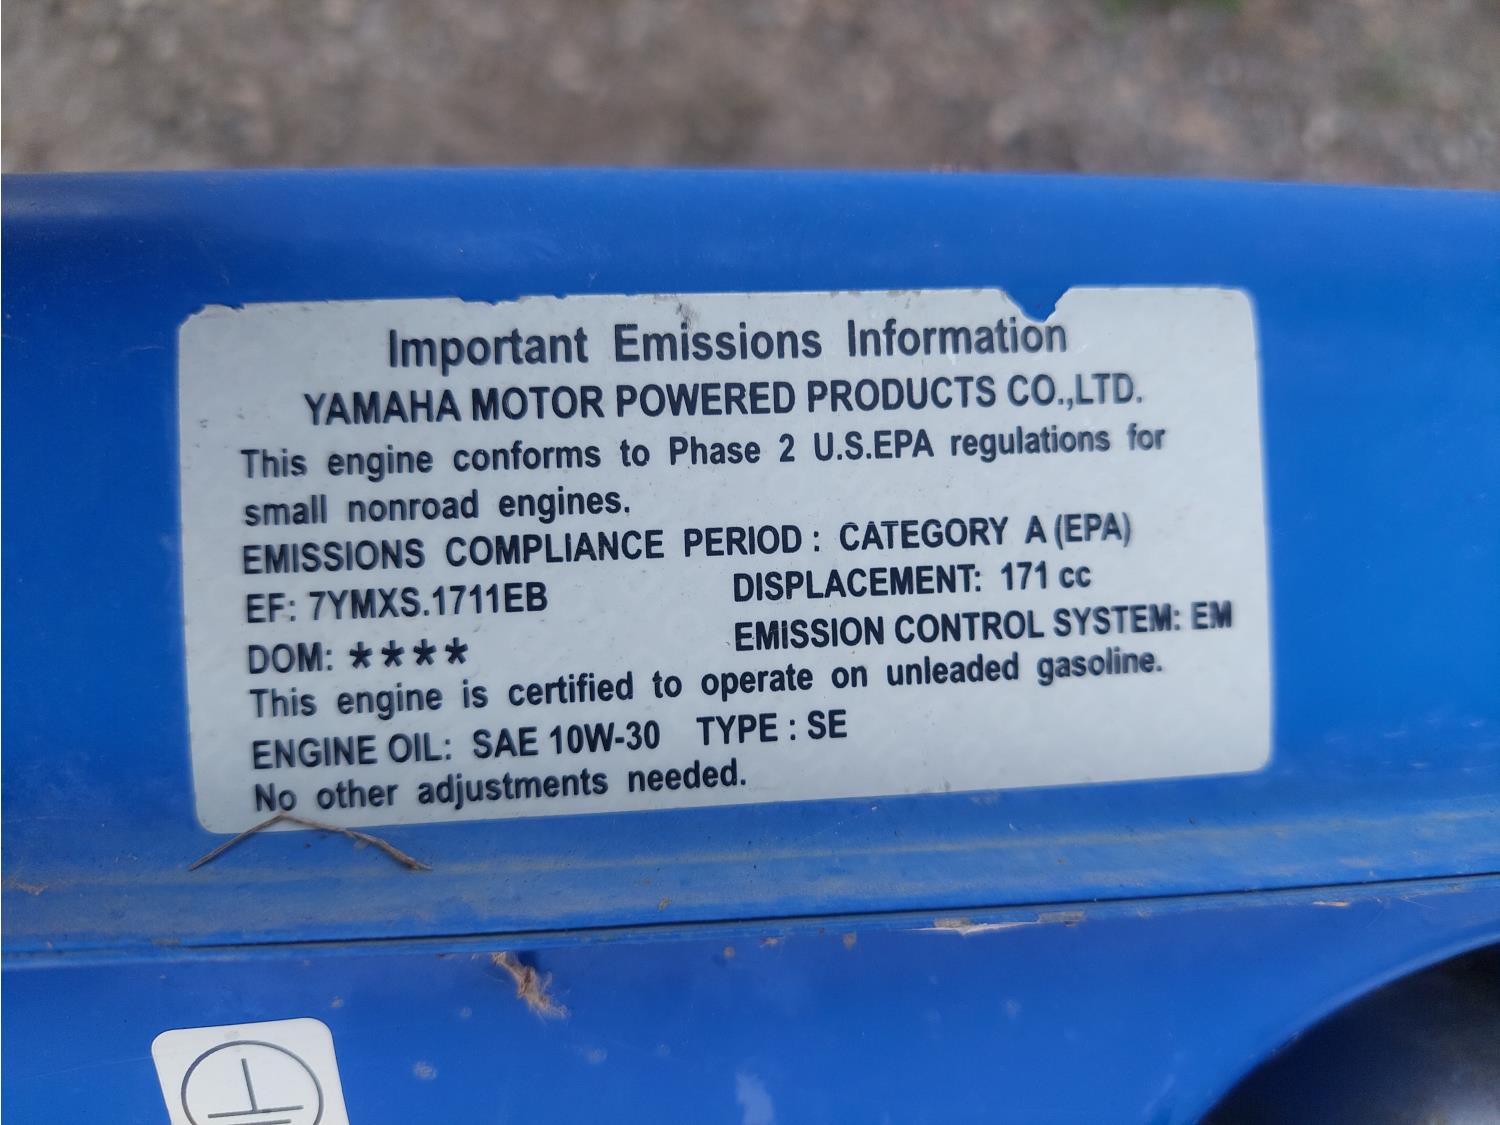 Important Emissions Information
YAMAHA MOTOR POWERED PRODUCTS CO.,LTD.
This engine conforms to Phase 2 U.S.EPA regulations for
small nonroad engines.
EMISSIONS COMPLIANCE PERIOD : CATEGORY A (EPA)
EF: 7YMXS.1711EB DISPLACEMENT: 171 cc
DOM: **** EMISSION CONTROL SYSTEM: EM
This engine is certified to operate on unleaded gasoline.
ENGINE OIL: SAE 10W-30 TYPE : SE
No other adjustments needed.